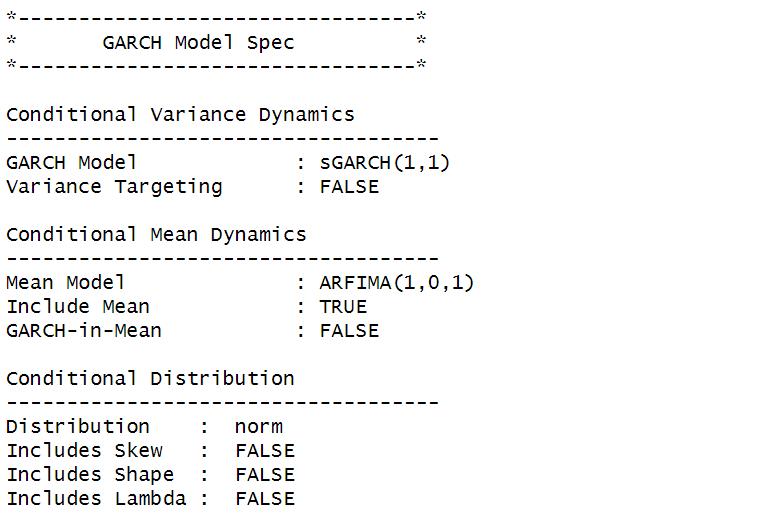 *---------------------------------*
*       GARCH Model Spec          *
*---------------------------------*
Conditional Variance Dynamics
------------------------------------
GARCH Model             : sGARCH(1,1)
Variance Targeting      : FALSE
Conditional Mean Dynamics
------------------------------------
Mean Model              : ARFIMA(1,0,1)
Include Mean            : TRUE
GARCH-in-Mean           : FALSE
Conditional Distribution
------------------------------------
Distribution    :  norm
Includes Skew   :  FALSE
Includes Shape  :  FALSE
Includes Lambda :  FALSE